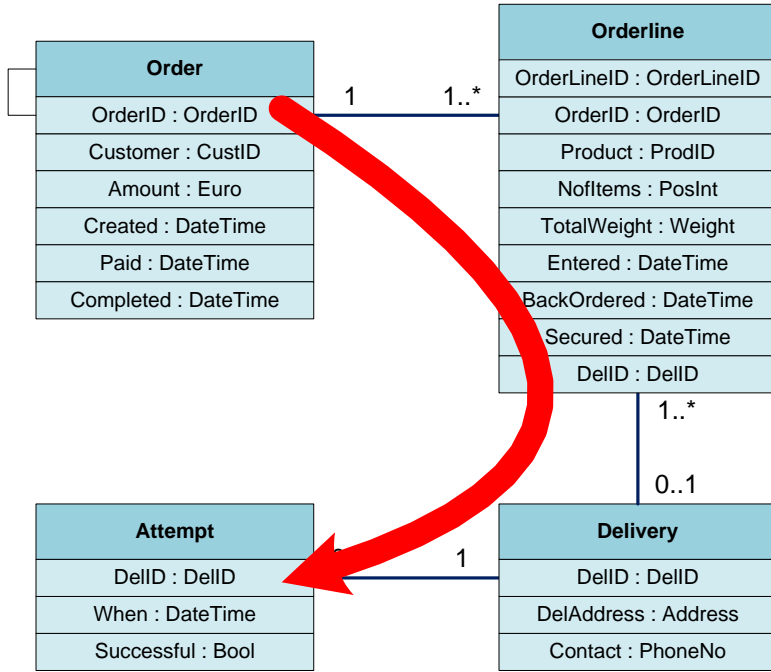 Order
OrderID : OrderID
Customer : CustID
Amount : Euro
Created : DateTime
Paid : DateTime
Completed : DateTime
1
1..*
Orderline
OrderLineID : OrderLineID
OrderID : OrderID
Product : ProdID
NofItems : PosInt
TotalWeight : Weight
Entered : DateTime
BackOrdered : DateTime
Secured : DateTime
DelID : DelID
1..*
0..1
Attempt
DelID : DelID
When : DateTime
Successful : Bool
1
Delivery
DelID : DelID
DelAddress : Address
Contact : PhoneNo